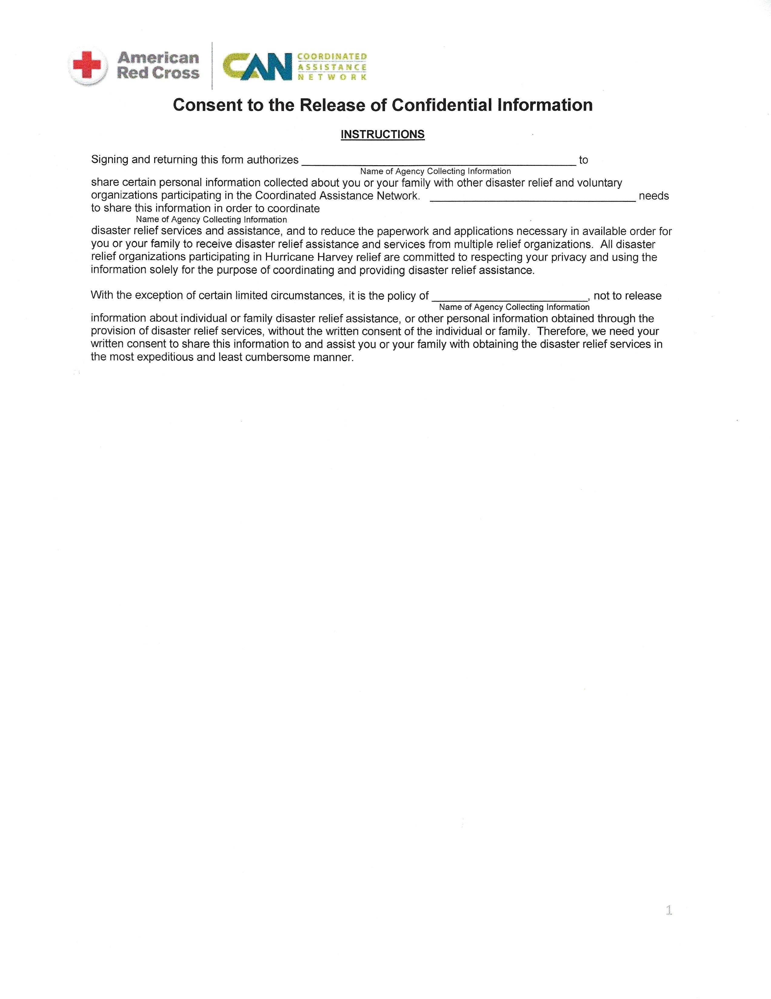 American
Red Cross
CAN
COORDINATED
ASSISTANCE
NETWORK
Consent to the Release of Confidential Information
INSTRUCTIONS
Signing and returning this form authorizes ______________________ to
Name of Agency Collecting Information
share certain personal information collected about you or your family with other disaster relief and voluntary
organizations participating in the Coordinated Assistance Network. ______________________ needs
to share this information in order to coordinate
Name of Agency Collecting Information
disaster relief services and assistance, and to reduce the paperwork and applications necessary in available order for
you or your family to receive disaster relief assistance and services from multiple relief organizations. All disaster
relief organizations participating in Hurricane Harvey relief are committed to respecting your privacy and using the
information solely for the purpose of coordinating and providing disaster relief assistance.
With the exception of certain limited circumstances, it is the policy of ______________________, not to release
Name of Agency Collecting Information
information about individual or family disaster relief assistance, or other personal information obtained through the
provision of disaster relief services, without the written consent of the individual or family. Therefore, we need your
written consent to share this information to and assist you or your family with obtaining the disaster relief services in
the most expeditious and least cumbersome manner.
1